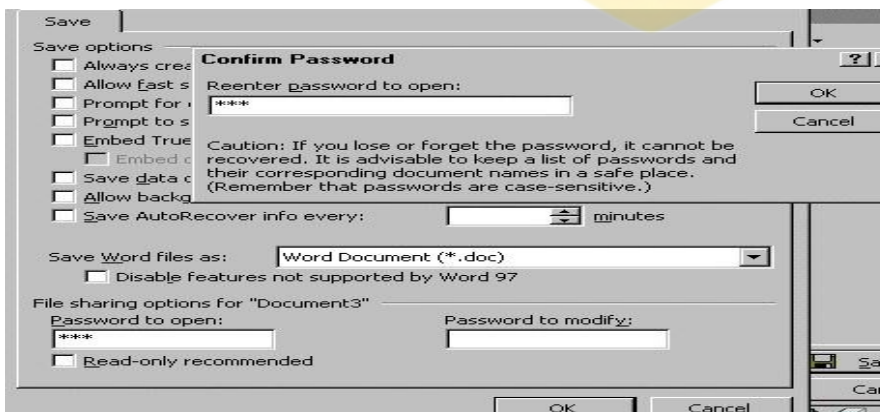 Save
Save options
Always crea
Allow fast s
Prompt for
Prompt to s
Embed True
Embed
Save data c
Allow backg
Save AutoRecover info every:
minutes
Confirm Password
?
Reenter password to open:
***
OK
Cancel
Caution: If you lose or forget the password, it cannot be
recovered. It is advisable to keep a list of passwords and
their corresponding document names in a safe place.
(Remember that passwords are case-sensitive.)
Save Word files as:
Word Document (*.doc)
Disable features not supported by Word 97
File sharing options for "Document3"
Password to open:
Password to modify:
***
Read-only recommended
OK
Cancel
Sa
Ca